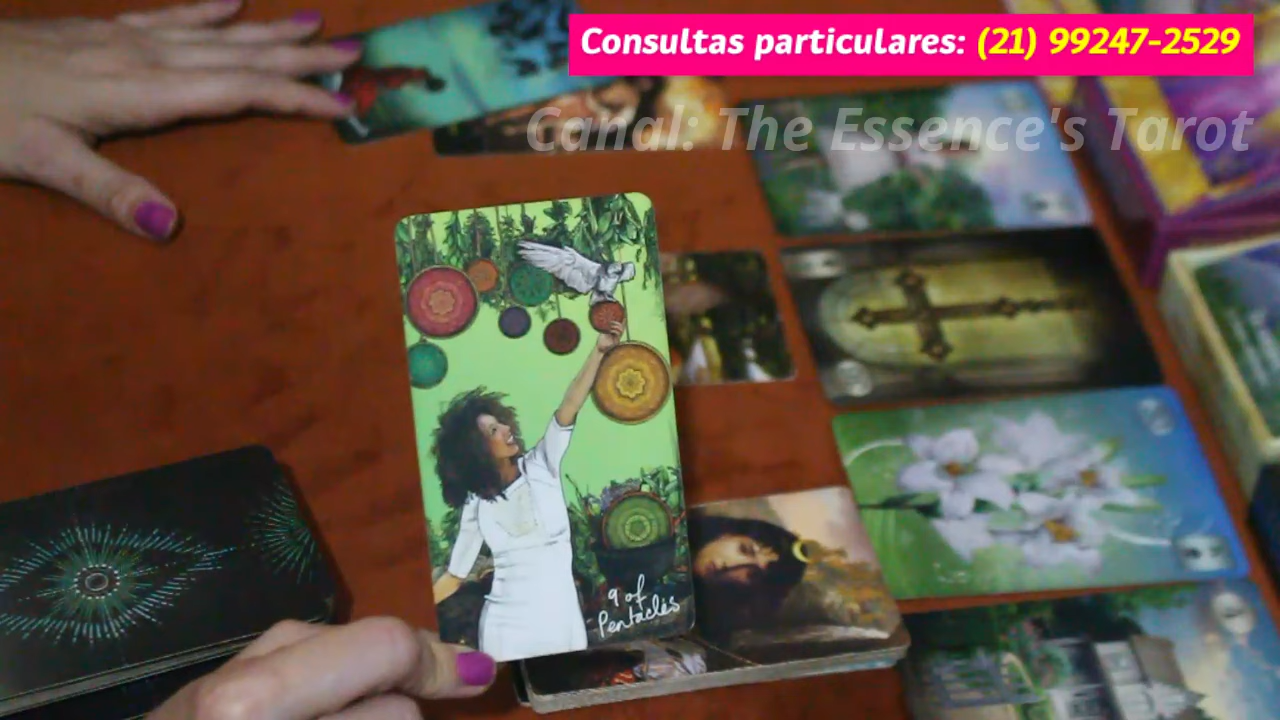 Consultas particulares: (21) 99247-2529
Canal: The Essence's Tarot
9 of
Pentacles